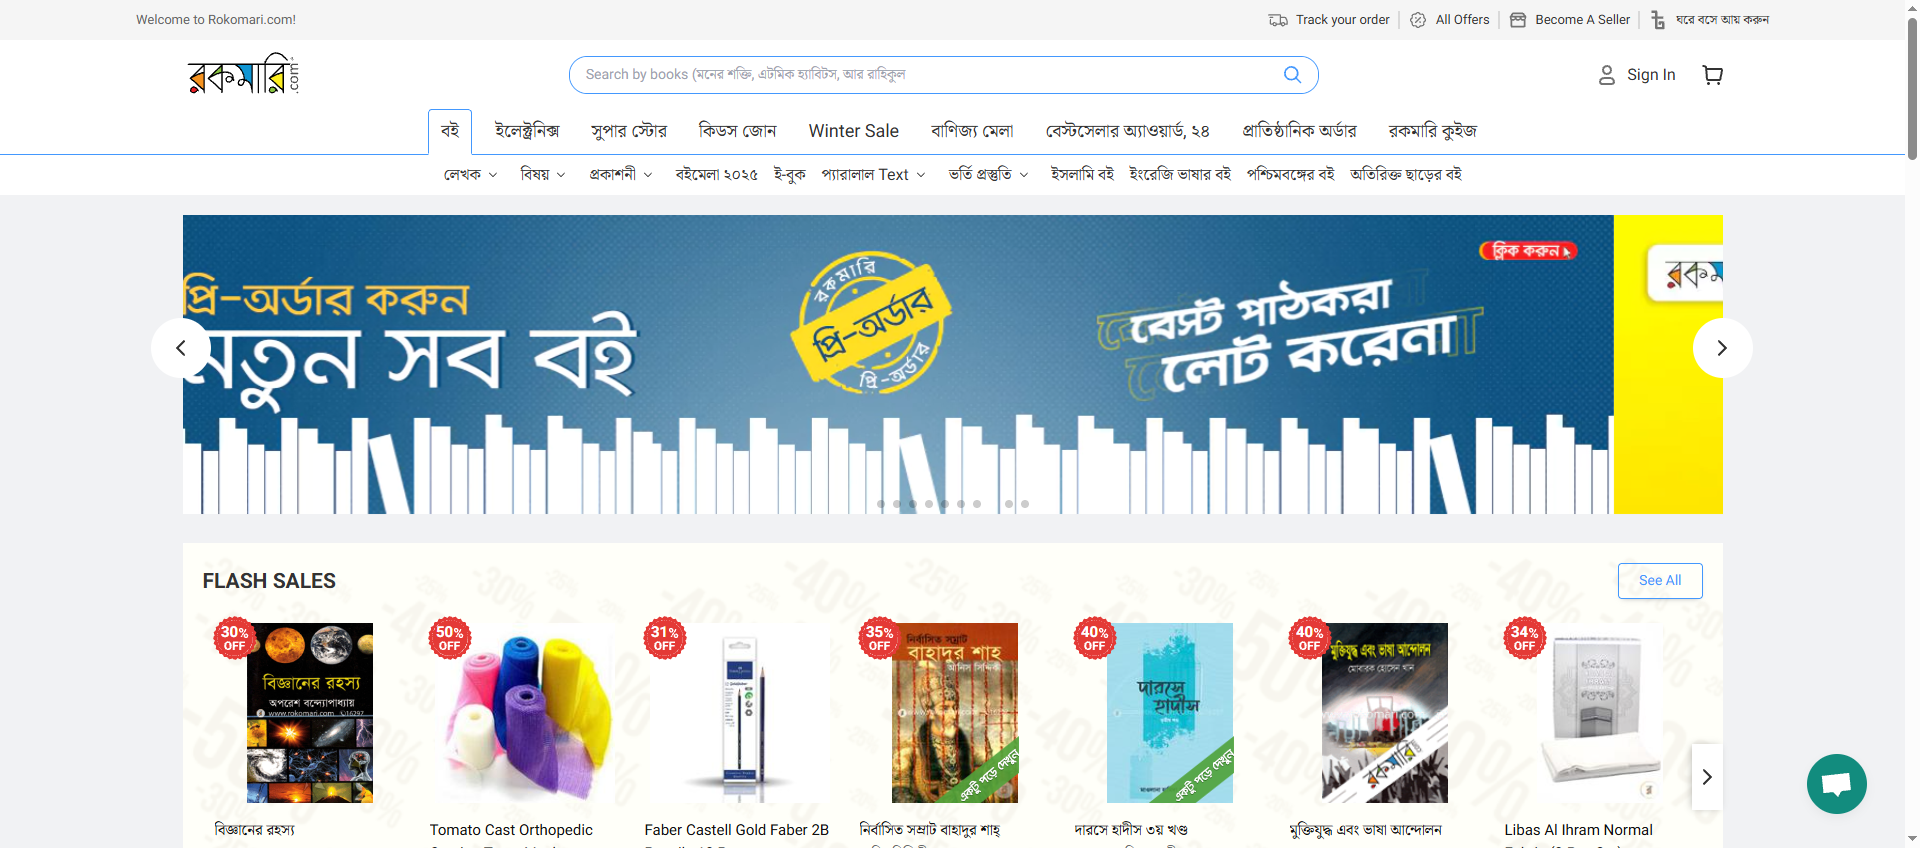 Welcome to Rokomari.com!
Track your order
All Offers
Become A Seller
ঘরে বসে আয় করুন
রকমারি.com
Search by books (মনের শক্তি, এটমিক হ্যাবিটস, আর রাহিকুল
Sign In
বই
ইলেক্ট্রনিক্স
সুপার স্টোর
কিডস জোন
Winter Sale
বাণিজ্য মেলা
বেস্টসেলার অ্যাওয়ার্ড, ২৪
প্রাতিষ্ঠানিক অর্ডার
রকমারি কুইজ
লেখক
বিষয়
প্রকাশনী
বইমেলা ২০২৫
ই-বুক
প্যারালাল Text
ভর্তি প্রস্তুতি
ইসলামি বই
ইংরেজি ভাষার বই
পশ্চিমবঙ্গের বই
অতিরিক্ত ছাড়ের বই
প্রি-অর্ডার করুন
নতুন সব বই
রকমারি
প্রি-অর্ডার
প্রি-অর্ডার
ক্লিক করুন
বেস্ট পাঠকরা
লেট করেনা
FLASH SALES
See All
30% OFF
বিজ্ঞানের রহস্য
অপরেশ বন্দ্যোপাধ্যায়
www.rokomari.com 16297
50% OFF
31% OFF
35% OFF
নির্বাসিত সম্রাট
বাহাদুর শাহ
আনিস সিদ্দিকী
একটু পড়ে দেখুন
40% OFF
দারসে হাদীস
একটু পড়ে দেখুন
40% OFF
মুক্তিযুদ্ধ এবং ভাষা আন্দোলন
মোবারক হোসেন খান
রকমারি
34% OFF
বিজ্ঞানের রহস্য
Tomato Cast Orthopedic
Faber Castell Gold Faber 2B
নির্বাসিত সম্রাট বাহাদুর শাহ্
দারসে হাদীস ৩য় খণ্ড
মুক্তিযুদ্ধ এবং ভাষা আন্দোলন
Libas Al Ihram Normal